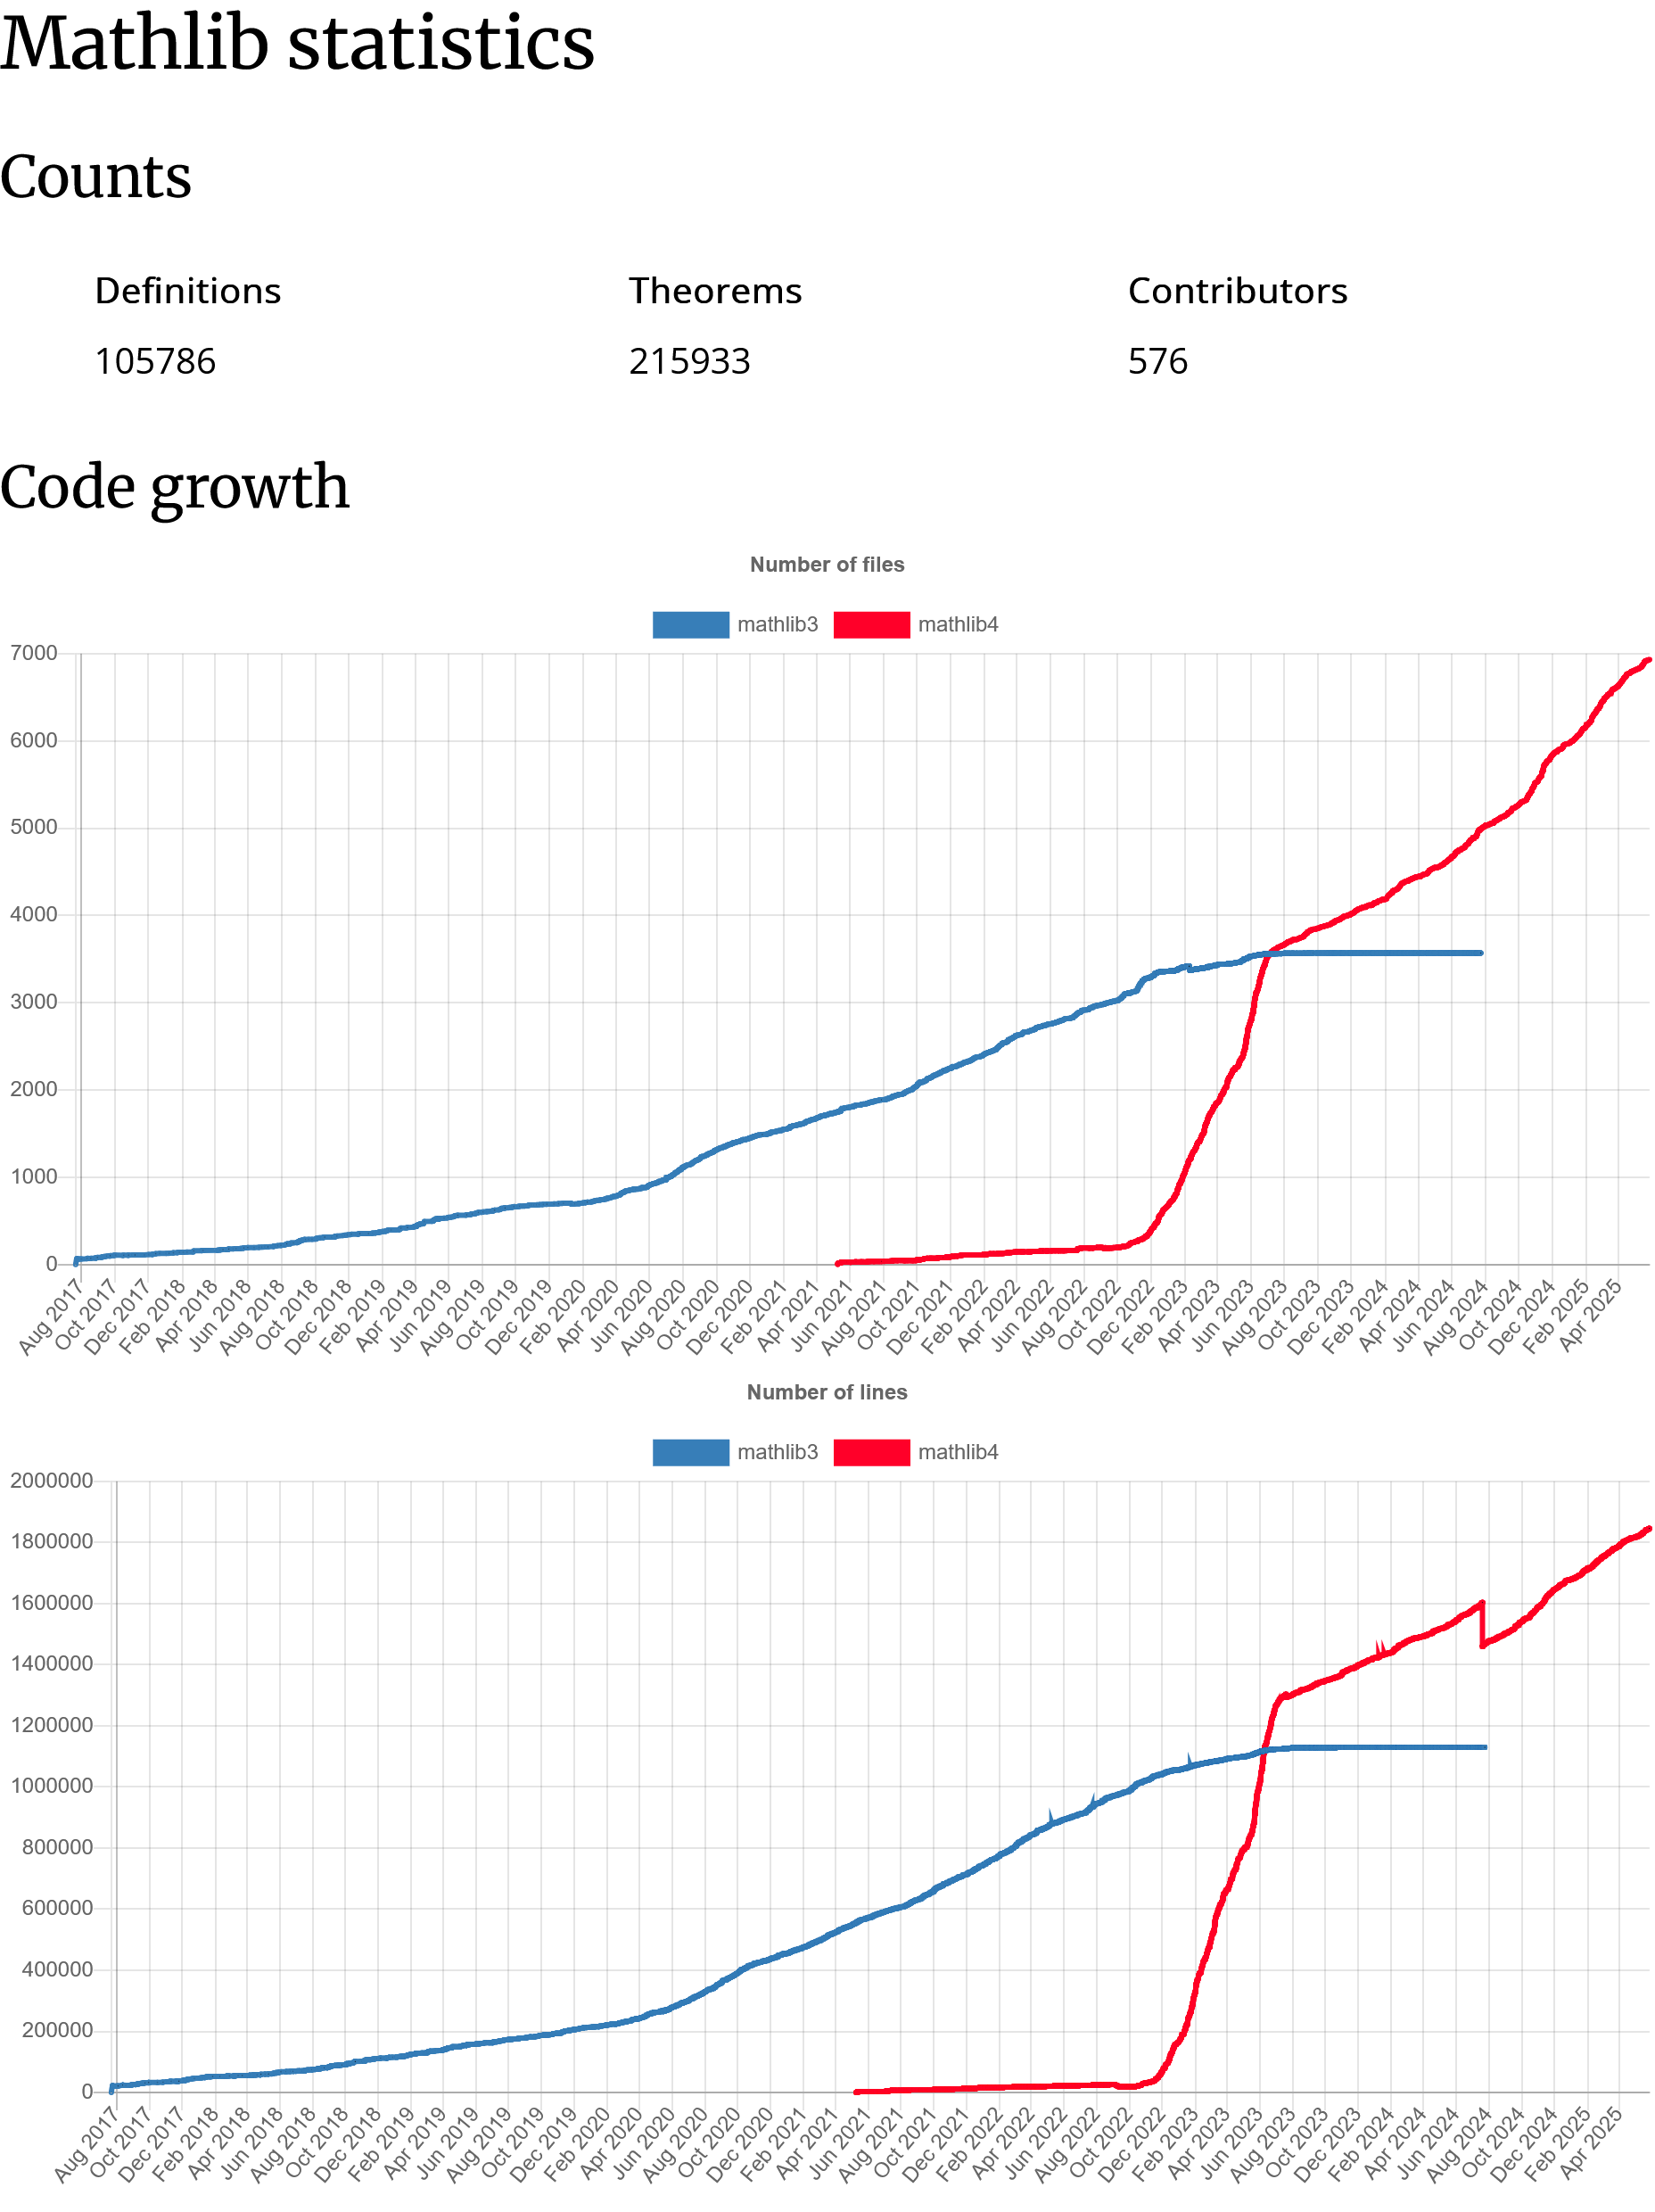 Mathlib statistics
Counts
Definitions Theorems Contributors
105786 215933 576
Code growth
Number of files
mathlib3 mathlib4
7000
6000
5000
4000
3000
2000
1000
0
Aug 2017 Oct 2017 Dec 2017 Feb 2018 Apr 2018 Jun 2018 Aug 2018 Oct 2018 Dec 2018 Feb 2019 Apr 2019 Jun 2019 Aug 2019 Oct 2019 Dec 2019 Feb 2020 Apr 2020 Jun 2020 Aug 2020 Oct 2020 Dec 2020 Feb 2021 Apr 2021 Jun 2021 Aug 2021 Oct 2021 Dec 2021 Feb 2022 Apr 2022 Jun 2022 Aug 2022 Oct 2022 Dec 2022 Feb 2023 Apr 2023 Jun 2023 Aug 2023 Oct 2023 Dec 2023 Feb 2024 Apr 2024 Jun 2024 Aug 2024 Oct 2024 Dec 2024 Feb 2025 Apr 2025
Number of lines
mathlib3 mathlib4
2000000
1800000
1600000
1400000
1200000
1000000
800000
600000
400000
200000
0
Aug 2017 Oct 2017 Dec 2017 Feb 2018 Apr 2018 Jun 2018 Aug 2018 Oct 2018 Dec 2018 Feb 2019 Apr 2019 Jun 2019 Aug 2019 Oct 2019 Dec 2019 Feb 2020 Apr 2020 Jun 2020 Aug 2020 Oct 2020 Dec 2020 Feb 2021 Apr 2021 Jun 2021 Aug 2021 Oct 2021 Dec 2021 Feb 2022 Apr 2022 Jun 2022 Aug 2022 Oct 2022 Dec 2022 Feb 2023 Apr 2023 Jun 2023 Aug 2023 Oct 2023 Dec 2023 Feb 2024 Apr 2024 Jun 2024 Aug 2024 Oct 2024 Dec 2024 Feb 2025 Apr 2025